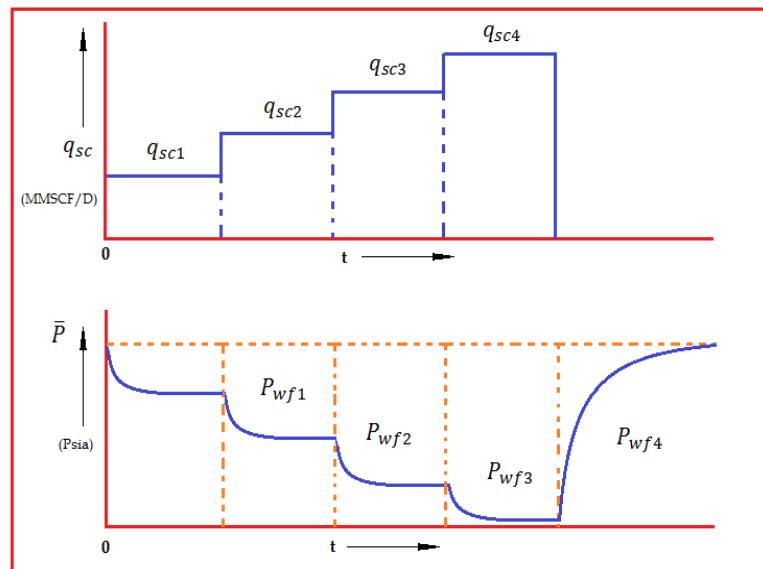 q_sc4
q_sc3
q_sc2
q_sc q_sc1
(MMSCF/D)
0 t
P̄
P_wf1
P_wf2 P_wf4
(Psia) P_wf3
0 t